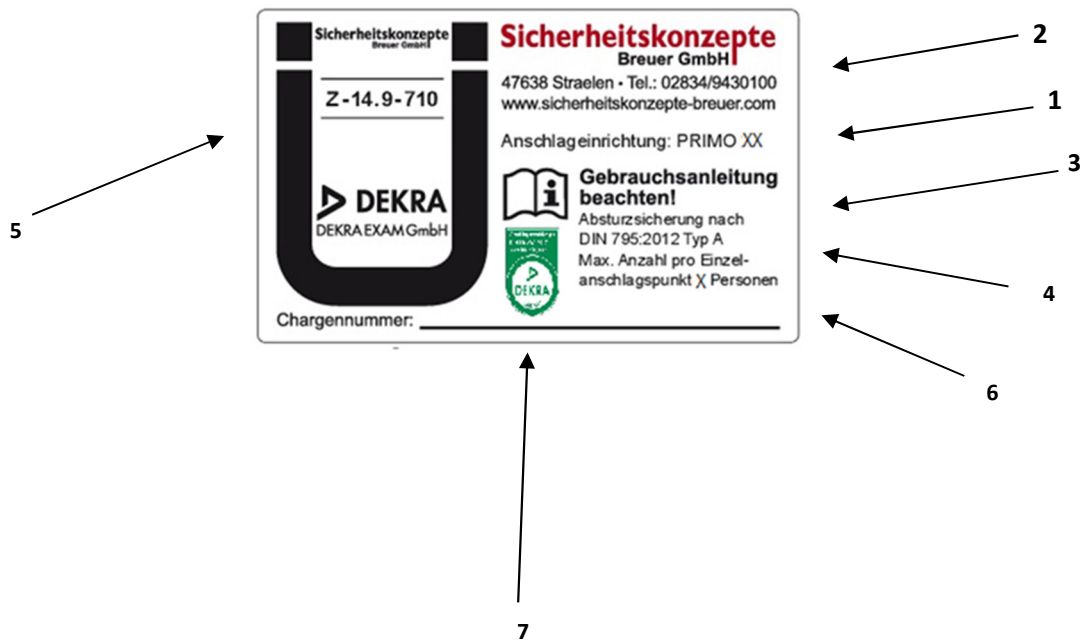 Sicherheitskonzepte
Breuer GmbH
Z-14.9-710
DEKRA
DEKRA EXAM GmbH
Sicherheitskonzepte
Breuer GmbH
47638 Straelen • Tel.: 02834/9430100
www.sicherheitskonzepte-breuer.com
Anschlageinrichtung: PRIMO XX
Gebrauchsanleitung
beachten!
Absturzsicherung nach
DIN 795:2012 Typ A
Max. Anzahl pro Einzel-
anschlagspunkt X Personen
DEKRA
Chargennummer:
2
1
3
4
5
6
7